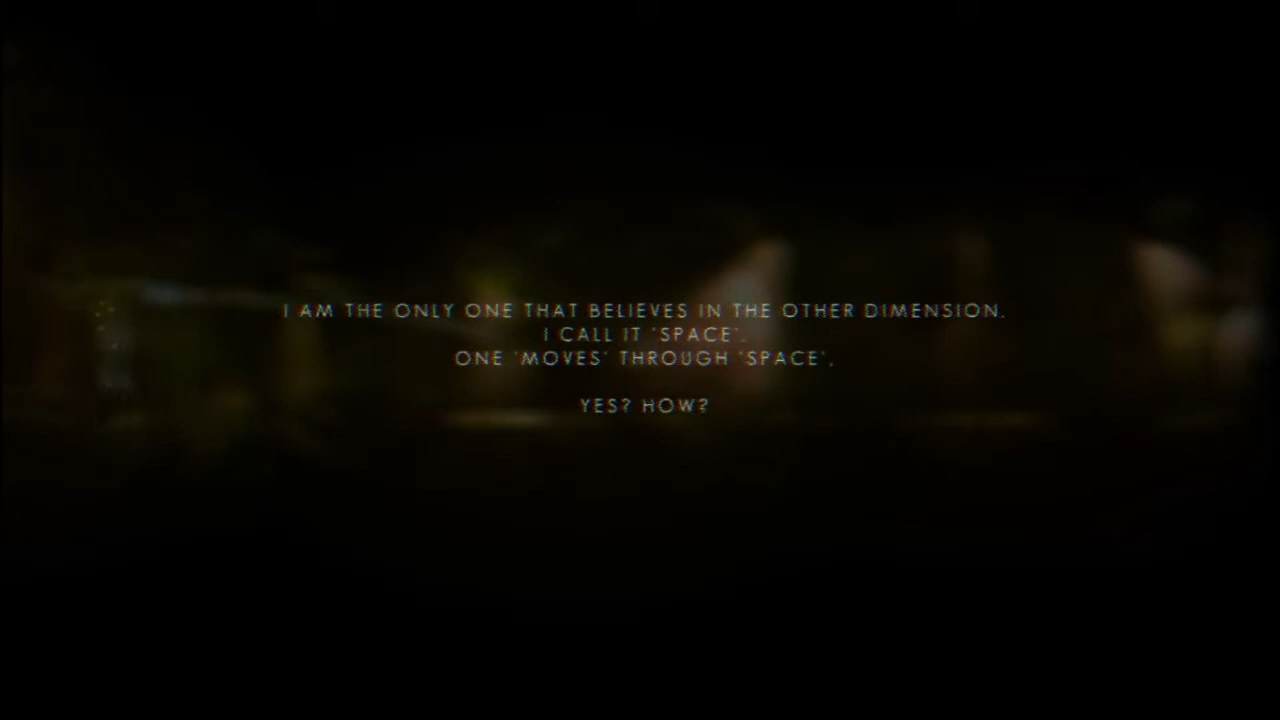 I AM THE ONLY ONE THAT BELIEVES IN THE OTHER DIMENSION.
I CALL IT 'SPACE'.
ONE 'MOVES' THROUGH 'SPACE'.
YES? HOW?